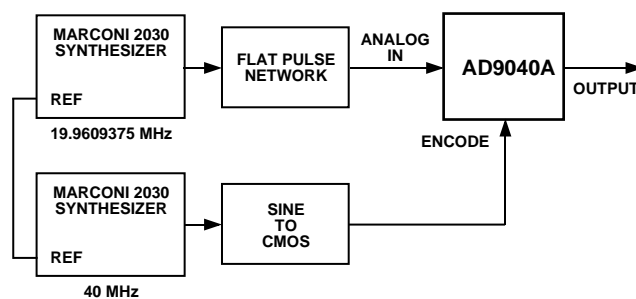 MARCONI 2030
SYNTHESIZER
REF
19.9609375 MHz
FLAT PULSE
NETWORK
ANALOG
IN
AD9040A
OUTPUT
ENCODE
MARCONI 2030
SYNTHESIZER
REF
40 MHz
SINE
TO
CMOS